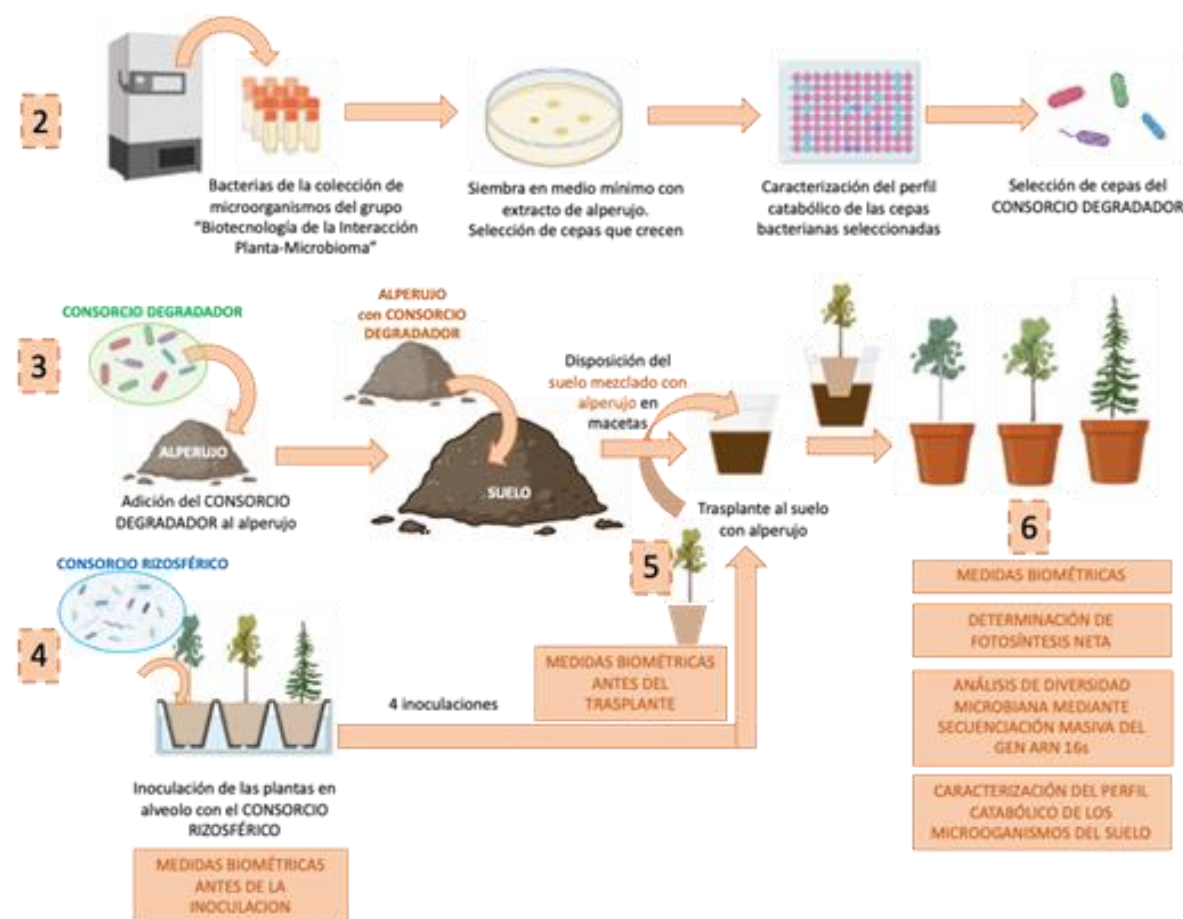 2
Bacterias de la colección de
microorganismos del grupo
"Biotecnología de la Interacción
Planta-Microbioma"
Siembra en medio mínimo con
extracto de alperujo.
Selección de cepas que crecen
Caracterización del perfil
catabólico de las cepas
bacterianas seleccionadas
Selección de cepas del
CONSORCIO DEGRADADOR
3
CONSORCIO DEGRADADOR
ALPERUJO
Adición del CONSORCIO
DEGRADADOR al alperujo
ALPERUJO
con CONSORCIO
DEGRADADOR
SUELO
Disposición del
suelo mezclado con
alperujo en
macetas
Trasplante al suelo
con alperujo
4
CONSORCIO RIZOSFÉRICO
Inoculación de las plantas en
alveolo con el CONSORCIO
RIZOSFÉRICO
MEDIDAS BIOMÉTRICAS
ANTES DE LA
INOCULACION
4 inoculaciones
5
MEDIDAS BIOMÉTRICAS
ANTES DEL
TRASPLANTE
6
MEDIDAS BIOMÉTRICAS
DETERMINACIÓN DE
FOTOSÍNTESIS NETA
ANÁLISIS DE DIVERSIDAD
MICROBIANA MEDIANTE
SECUENCIACIÓN MASIVA DEL
GEN ARN 16s
CARACTERIZACIÓN DEL PERFIL
CATABÓLICO DE LOS
MICROOGANISMOS DEL SUELO